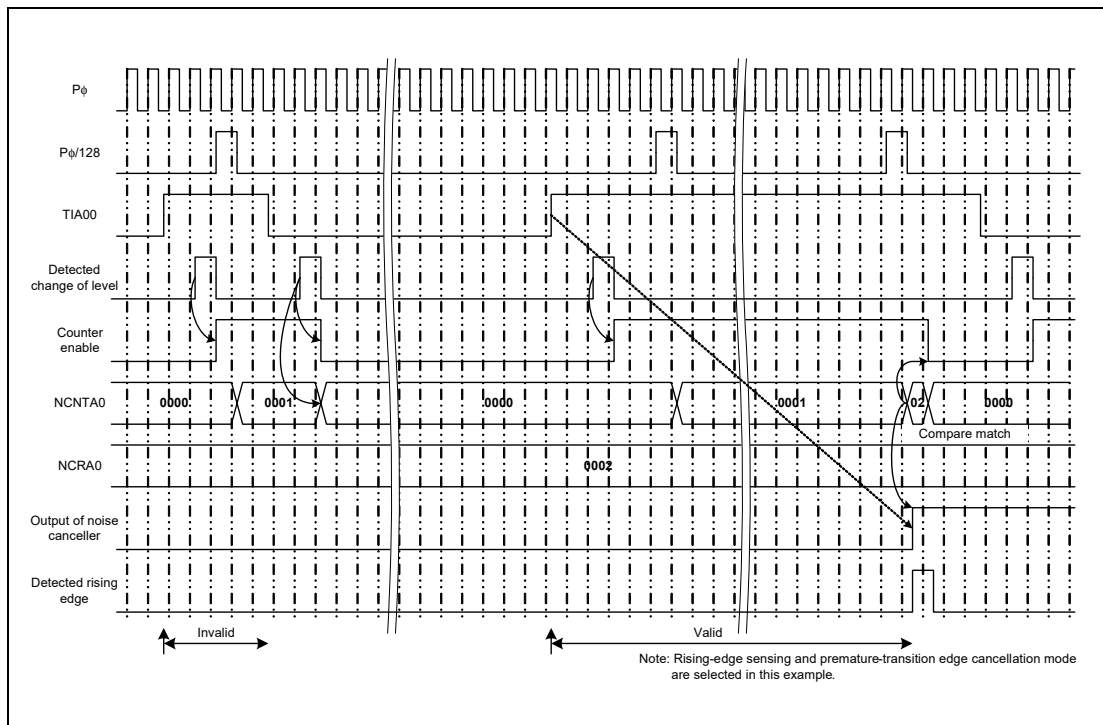 Pϕ
Pϕ/128
TIA00
Detected
change of level
Counter
enable
NCNTA0
0000
0001
0000
0001
02
0000
Compare match
NCRA0
0002
Output of noise
canceller
Detected rising
edge
Invalid
Valid
Note: Rising-edge sensing and premature-transition edge cancellation mode
are selected in this example.